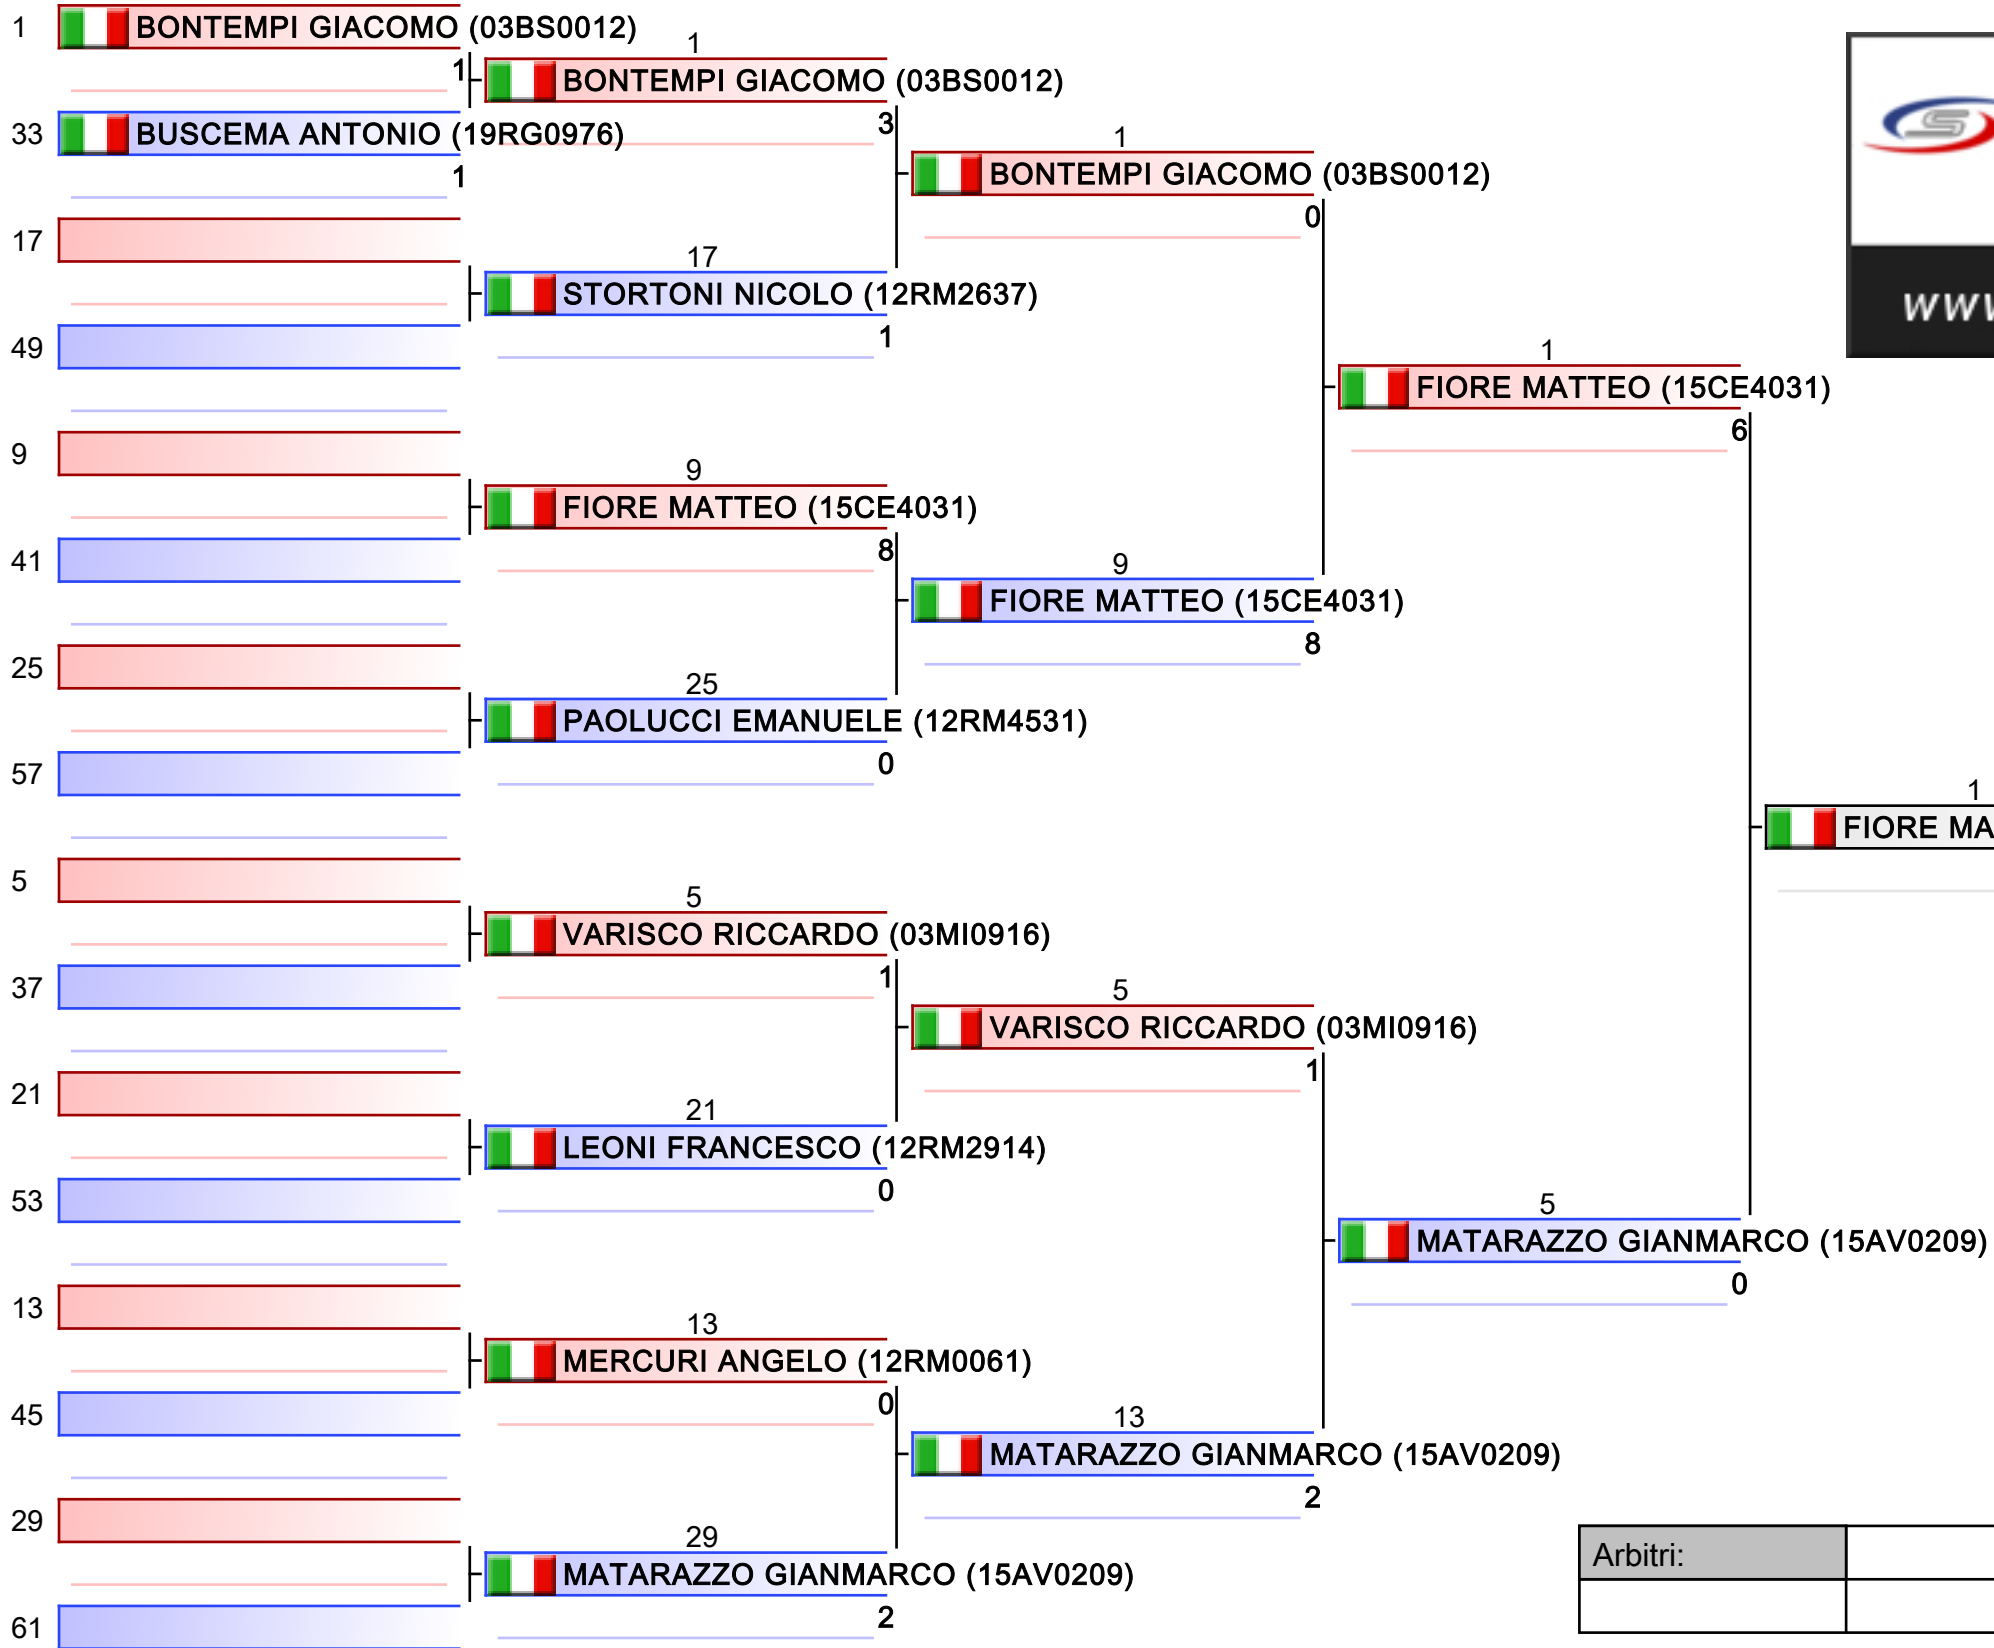 1 BONTEMPI GIACOMO (03BS0012)
1
33 BUSCEMA ANTONIO (19RG0976)
1
17
49
9
41
25
57
5
37
21
53
13
45
29
61
1
BONTEMPI GIACOMO (03BS0012)
3
17
STORTONI NICOLO (12RM2637)
1
9
FIORE MATTEO (15CE4031)
8
25
PAOLUCCI EMANUELE (12RM4531)
0
5
VARISCO RICCARDO (03MI0916)
1
21
LEONI FRANCESCO (12RM2914)
0
13
MERCURI ANGELO (12RM0061)
0
29
MATARAZZO GIANMARCO (15AV0209)
2
1
BONTEMPI GIACOMO (03BS0012)
0
9
FIORE MATTEO (15CE4031)
8
5
VARISCO RICCARDO (03MI0916)
1
13
MATARAZZO GIANMARCO (15AV0209)
2
1
FIORE MATTEO (15CE4031)
6
5
MATARAZZO GIANMARCO (15AV0209)
0
1
FIORE MA
S
Arbitri: